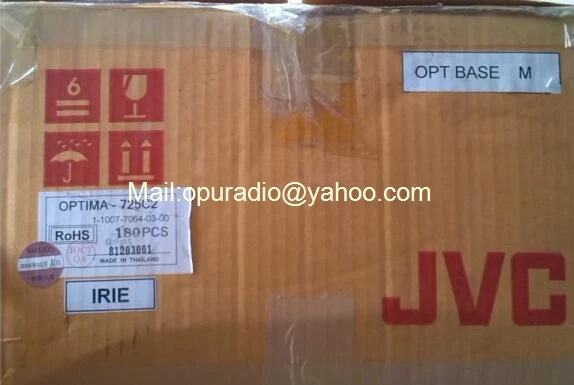 OPT BASE M
6
Mail:opuradio@yahoo.com
OPTIMA - 725C2
1-1007-7064-03-00
RoHS 180PCS
81203001
MADE IN THAILAND
IRIE
JVC